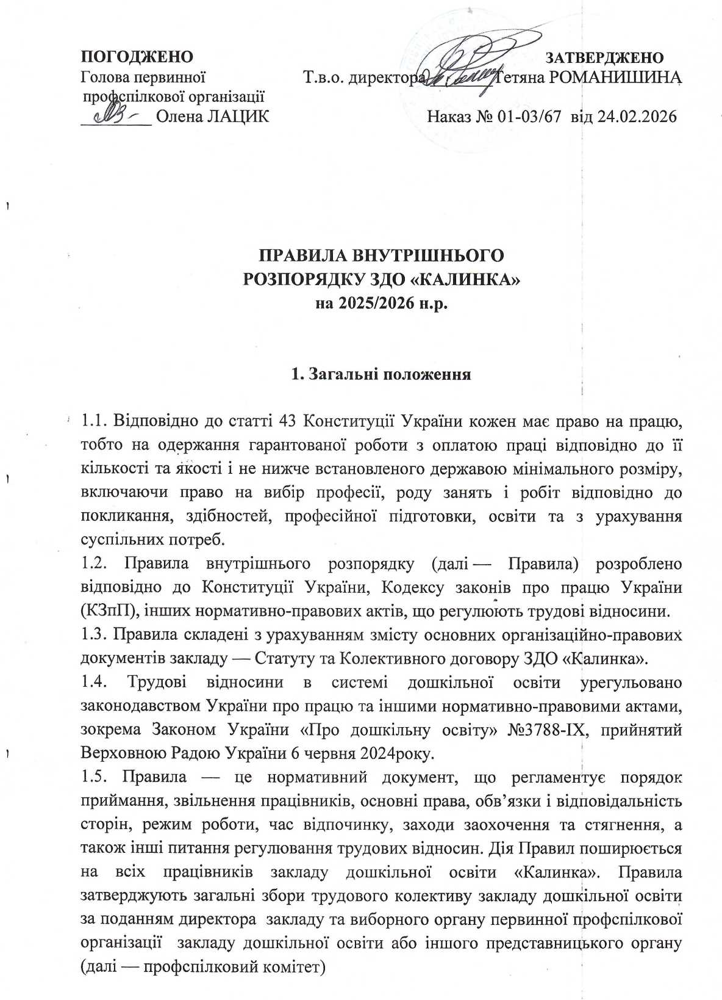 ПОГОДЖЕНО ЗАТВЕРДЖЕНО
Голова первинної Т.в.о. директора Тетяна РОМАНИШИНА
профспілкової організації
Олена ЛАЦИК Наказ № 01-03/67 від 24.02.2026
ПРАВИЛА ВНУТРІШНЬОГО
РОЗПОРЯДКУ ЗДО «КАЛИНКА»
на 2025/2026 н.р.
1. Загальні положення
1.1. Відповідно до статті 43 Конституції України кожен має право на працю,
тобто на одержання гарантованої роботи з оплатою праці відповідно до її
кількості та якості і не нижче встановленого державою мінімального розміру,
включаючи право на вибір професії, роду занять і робіт відповідно до
покликання, здібностей, професійної підготовки, освіти та з урахування
суспільних потреб.
1.2. Правила внутрішнього розпорядку (далі — Правила) розроблено
відповідно до Конституції України, Кодексу законів про працю України
(КЗпП), інших нормативно-правових актів, що регулюють трудові відносини.
1.3. Правила складені з урахуванням змісту основних організаційно-правових
документів закладу — Статуту та Колективного договору ЗДО «Калинка».
1.4. Трудові відносини в системі дошкільної освіти урегульовано
законодавством України про працю та іншими нормативно-правовими актами,
зокрема Законом України «Про дошкільну освіту» №3788-IX, прийнятий
Верховною Радою України 6 червня 2024року.
1.5. Правила — це нормативний документ, що регламентує порядок
приймання, звільнення працівників, основні права, обв’язки і відповідальність
сторін, режим роботи, час відпочинку, заходи заохочення та стягнення, а
також інші питання регулювання трудових відносин. Дія Правил поширюється
на всіх працівників закладу дошкільної освіти «Калинка». Правила
затверджують загальні збори трудового колективу закладу дошкільної освіти
за поданням директора закладу та виборного органу первинної профспілкової
організації закладу дошкільної освіти або іншого представницького органу
(далі — профспілковий комітет)